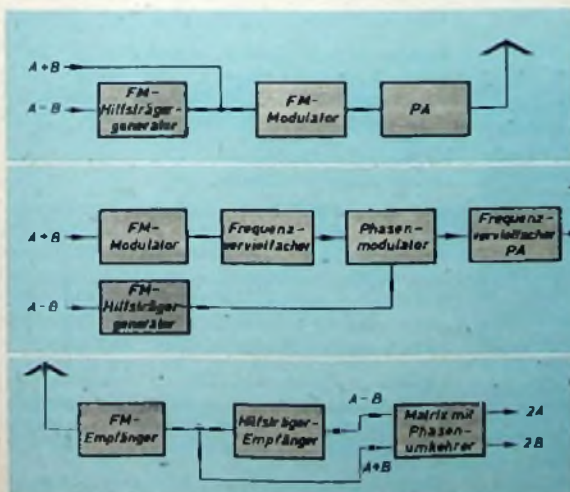 A+B
A-B
FM-
Hilfsträger-
generator
FM-
Modulator
PA
A+B
FM-
Modulator
Frequenz-
vervielfacher
Phasen-
modulator
Frequenz-
vervielfacher
PA
A-B
FM-
Hilfsträger-
generator
FM-
Empfänger
Hilfsträger-
Empfänger
A-B
A+B
Matrix mit
Phasen-
umkehrer
2A
2B